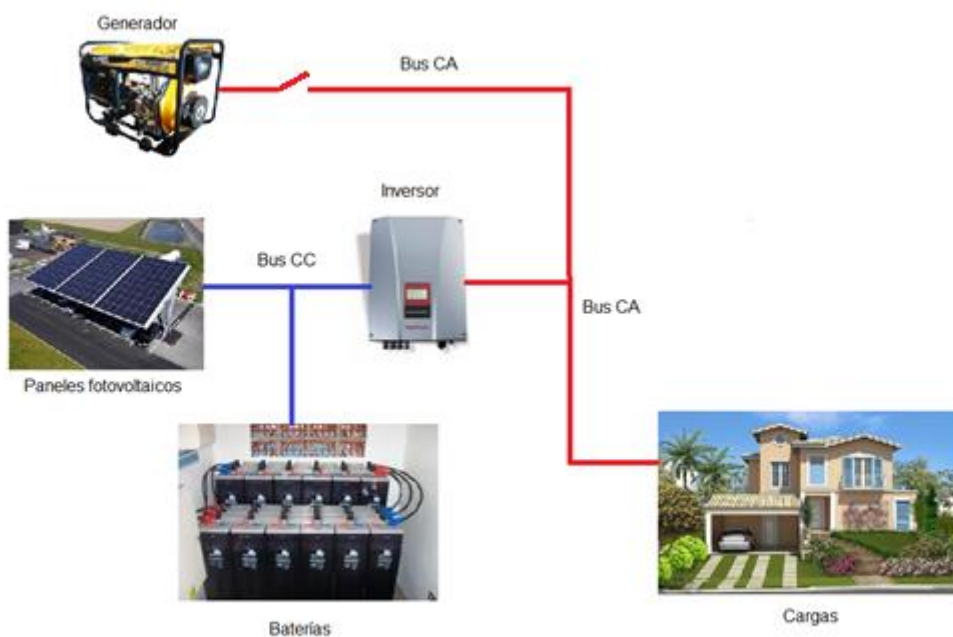 Generador
Bus CA
Inversor
Bus CC
Bus CA
Paneles fotovoltaicos
Baterías
Cargas